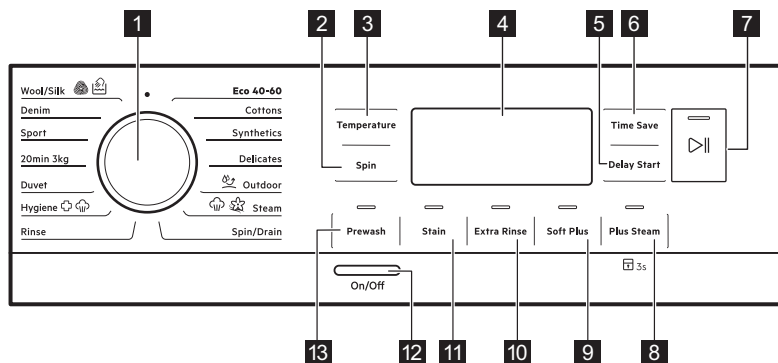 1
2
3
4
5
6
7
Wool/Silk
Denim
Sport
20min 3kg
Duvet
Hygiene
Rinse
Eco 40-60
Cottons
Synthetics
Delicates
Outdoor
Steam
Spin/Drain
Temperature
Spin
Time Save
Delay Start
Prewash
Stain
Extra Rinse
Soft Plus
Plus Steam
3s
On/Off
13
12
11
10
9
8